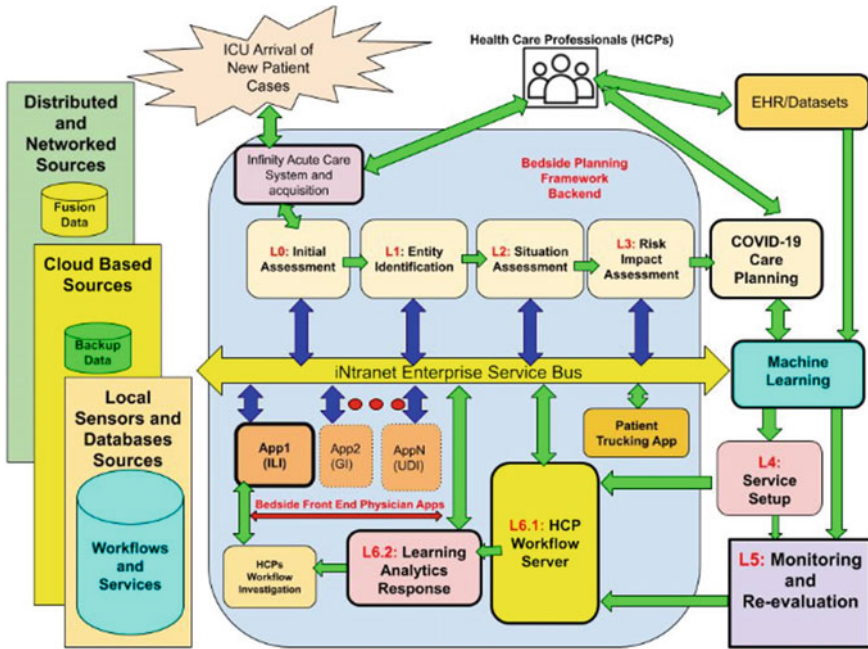 ICU Arrival of
New Patient
Cases
Health Care Professionals (HCPs)
EHR/Datasets
Distributed and
Networked
Sources
Fusion
Data
Cloud Based
Sources
Backup
Data
Local
Sensors and
Databases
Sources
Workflows
and
Services
Infinity Acute Care
System and
acquisition
Bedside Planning
Framework
Backend
L0: Initial
Assessment
L1: Entity
Identification
L2: Situation
Assessment
L3: Risk
Impact
Assessment
COVID-19
Care
Planning
iNtranet Enterprise Service Bus
Machine
Learning
App1
(ILI)
App2
(GI)
AppN
(UDI)
Patient
Trucking App
L4:
Service
Setup
Bedside Front End Physician Apps
HCPs
Workflow
Investigation
L6.2: Learning
Analytics
Response
L6.1: HCP
Workflow
Server
L5: Monitoring
and
Re-evaluation